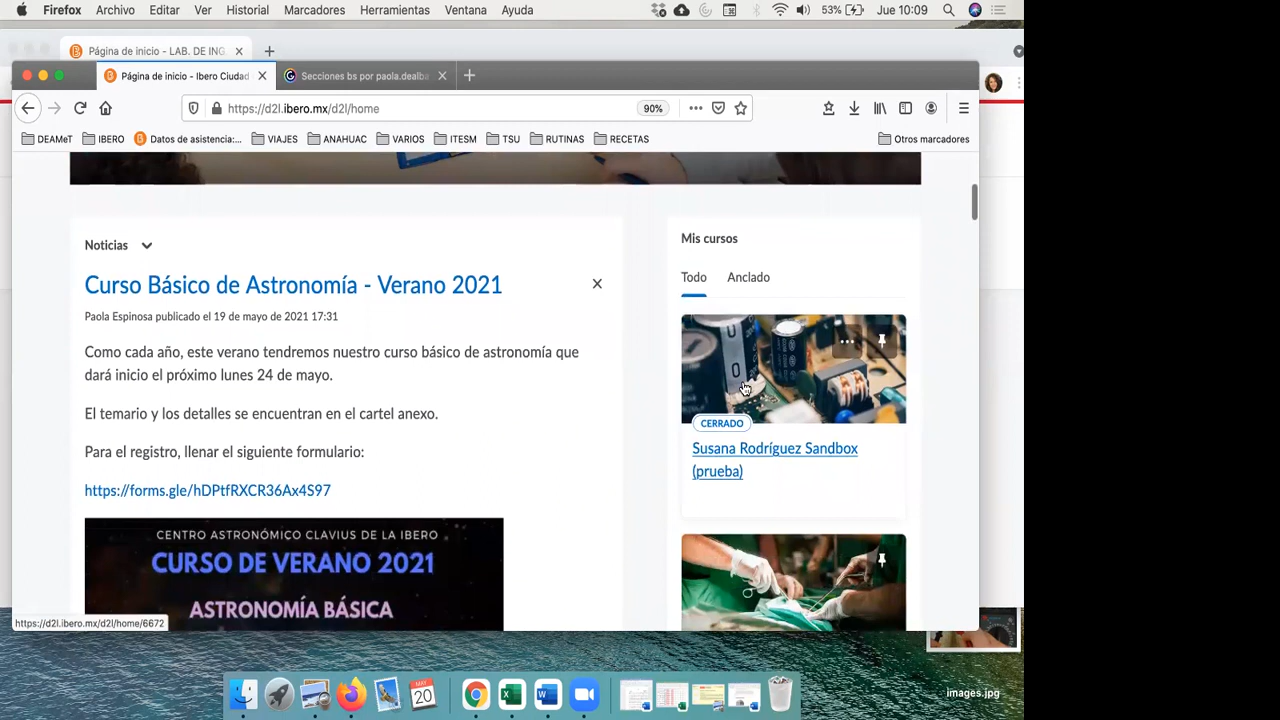 Firefox Archivo Editar Ver Historial Marcadores Herramientas Ventana Ayuda 53% Jue 10:09
Página de inicio - LAB. DE ING
Página de inicio - Ibero Ciudad Secciones bs por paola.dealba
https://d2l.ibero.mx/d2l/home 90%
DEAMeT IBERO Datos de asistencia:... VIAJES ANAHUAC VARIOS ITESM TSU RUTINAS RECETAS Otros marcadores
Noticias
Curso Básico de Astronomía - Verano 2021
Paola Espinosa publicado el 19 de mayo de 2021 17:31
Como cada año, este verano tendremos nuestro curso básico de astronomía que
dará inicio el próximo lunes 24 de mayo.
El temario y los detalles se encuentran en el cartel anexo.
Para el registro, llenar el siguiente formulario:
https://forms.gle/hDPtfRXCR36Ax4S97
CENTRO ASTRONÓMICO CLAVIUS DE LA IBERO
CURSO DE VERANO 2021
ASTRONOMÍA BÁSICA
Mis cursos
Todo Anclado
CERRADO
Susana Rodríguez Sandbox
(prueba)
https://d2l.ibero.mx/d2l/home/6672
MAY
20
images.jpg